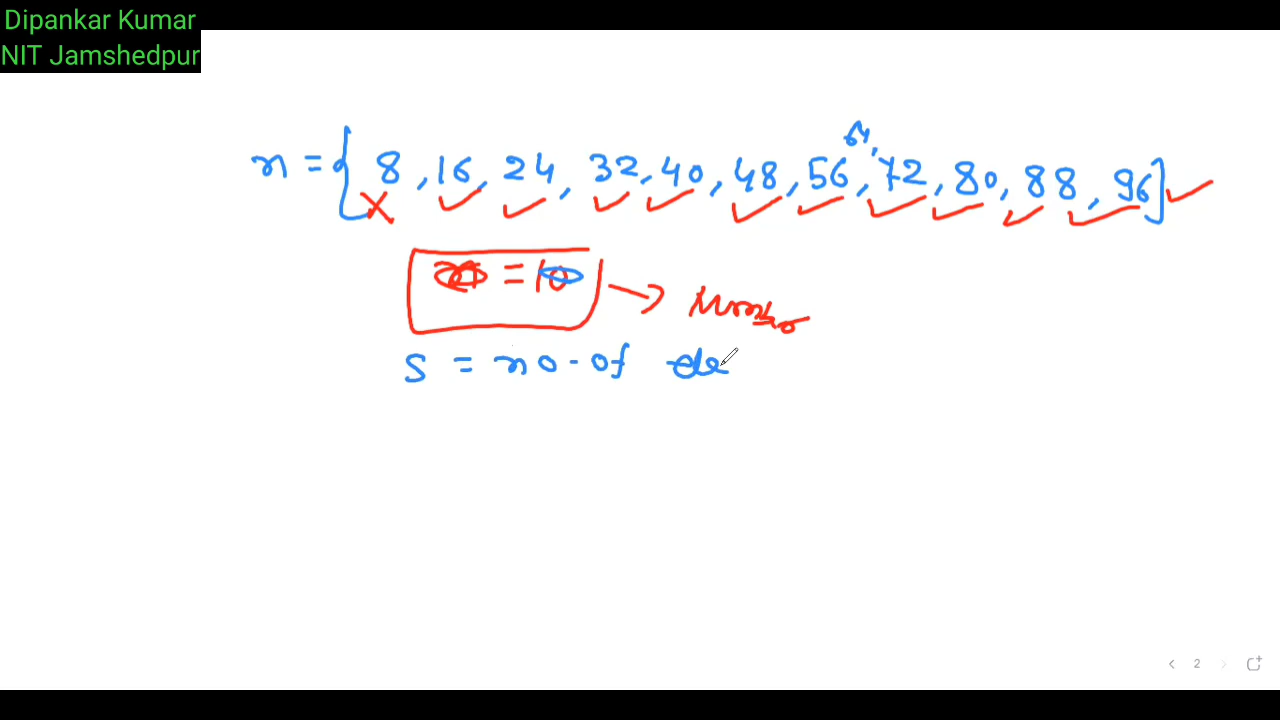 Dipankar Kumar
NIT Jamshedpur
64,
n = { 8, 16, 24, 32, 40, 48, 56, 72, 80, 88, 96 }
= 10
s = no. of de
2